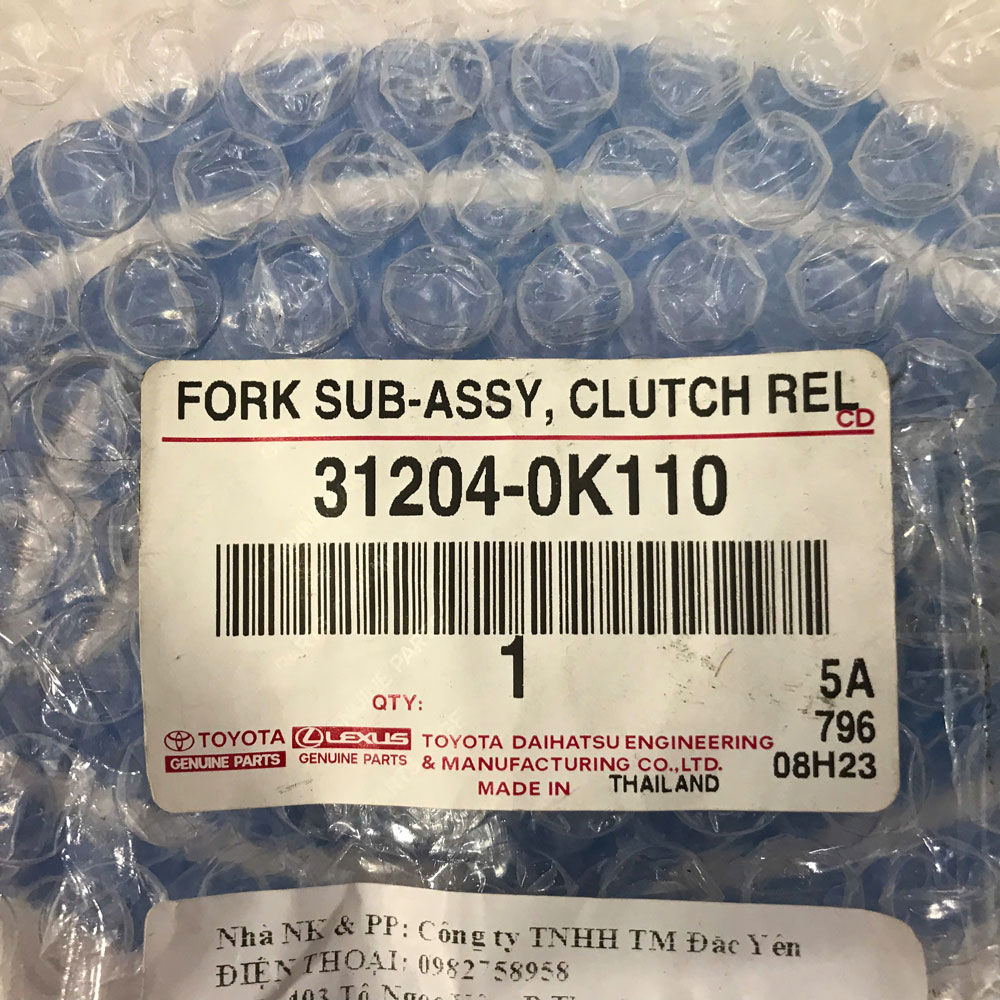 FORK SUB-ASSY, CLUTCH REL
CD
31204-0K110
1
QTY:
5A
796
08H23
TOYOTA
GENUINE PARTS
LEXUS
GENUINE PARTS
TOYOTA DAIHATSU ENGINEERING
& MANUFACTURING CO.,LTD.
MADE IN THAILAND
Nhà NK & PP: Công ty TNHH TM Đăc Yên
ĐIỆN THOẠI: 0982758958